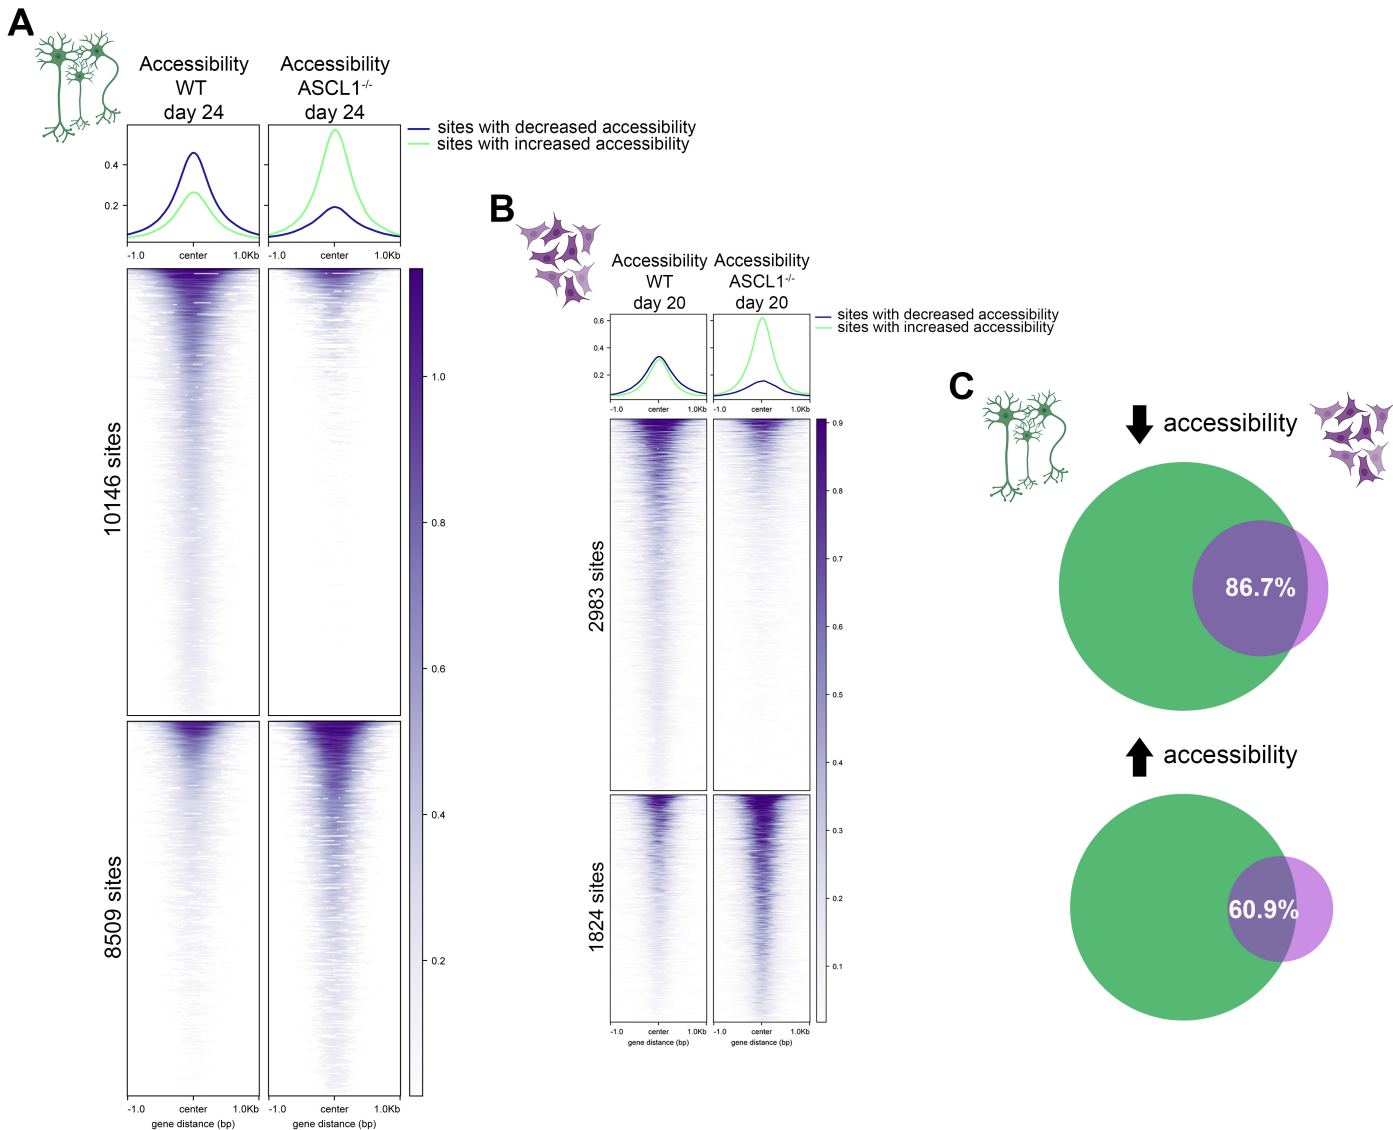 A
Accessibility
WT
day 24
Accessibility
ASCL1-/-
day 24
sites with decreased accessibility
sites with increased accessibility
0.4
0.2
-1.0 center 1.0Kb
-1.0 center 1.0Kb
10146 sites
8509 sites
1.0
0.8
0.6
0.4
0.2
-1.0 center 1.0Kb
gene distance (bp)
-1.0 center 1.0Kb
gene distance (bp)
B
Accessibility
WT
day 20
Accessibility
ASCL1-/-
day 20
sites with decreased accessibility
sites with increased accessibility
0.6
0.4
0.2
-1.0 center 1.0Kb
-1.0 center 1.0Kb
2983 sites
1824 sites
0.9
0.8
0.7
0.6
0.5
0.4
0.3
0.2
0.1
-1.0 center 1.0Kb
gene distance (bp)
-1.0 center 1.0Kb
gene distance (bp)
C
accessibility
86.7%
accessibility
60.9%